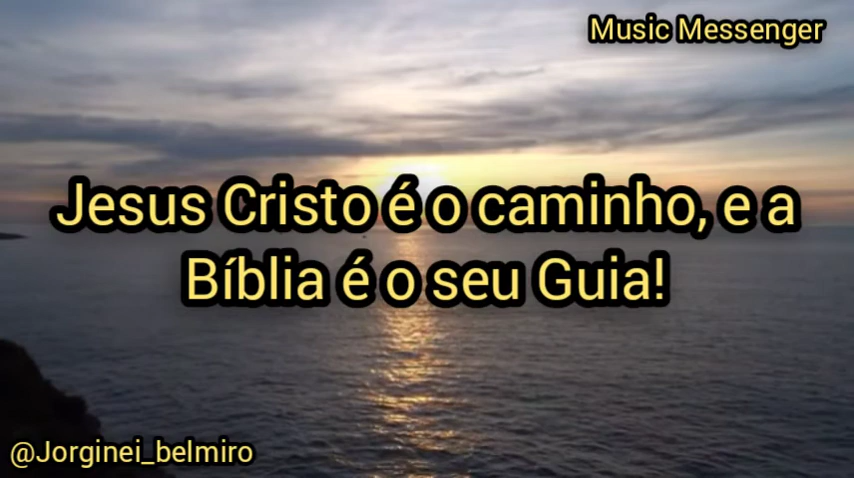 Music Messenger
Jesus Cristo é o caminho, e a
Bíblia é o seu Guia!
@Jorginei_belmiro